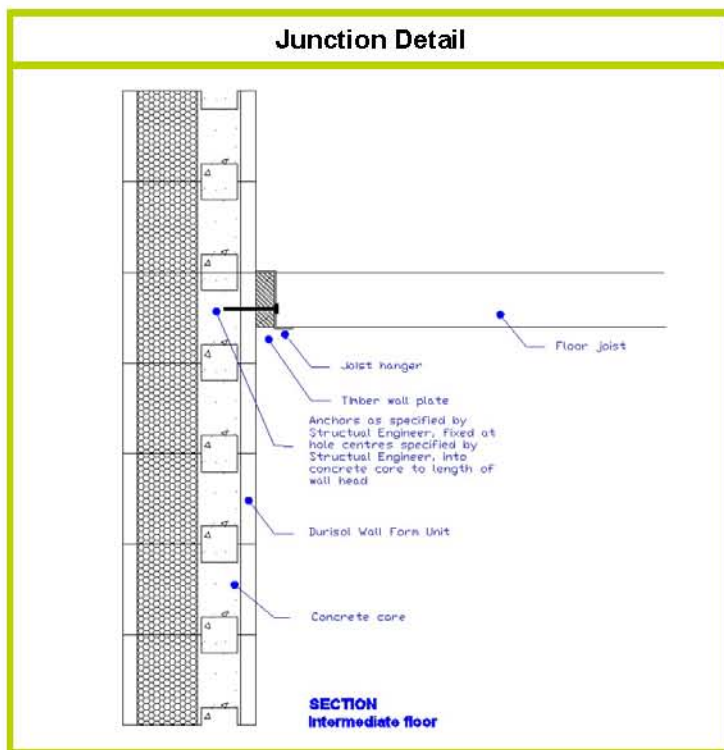 Junction Detail
Floor joist
Joist hanger
Timber wall plate
Anchors as specified by
Structual Engineer, fixed at
hole centres specified by
Structual Engineer, into
concrete core to length of
wall head
Durisol Wall Form Unit
Concrete core
SECTION
Intermediate floor